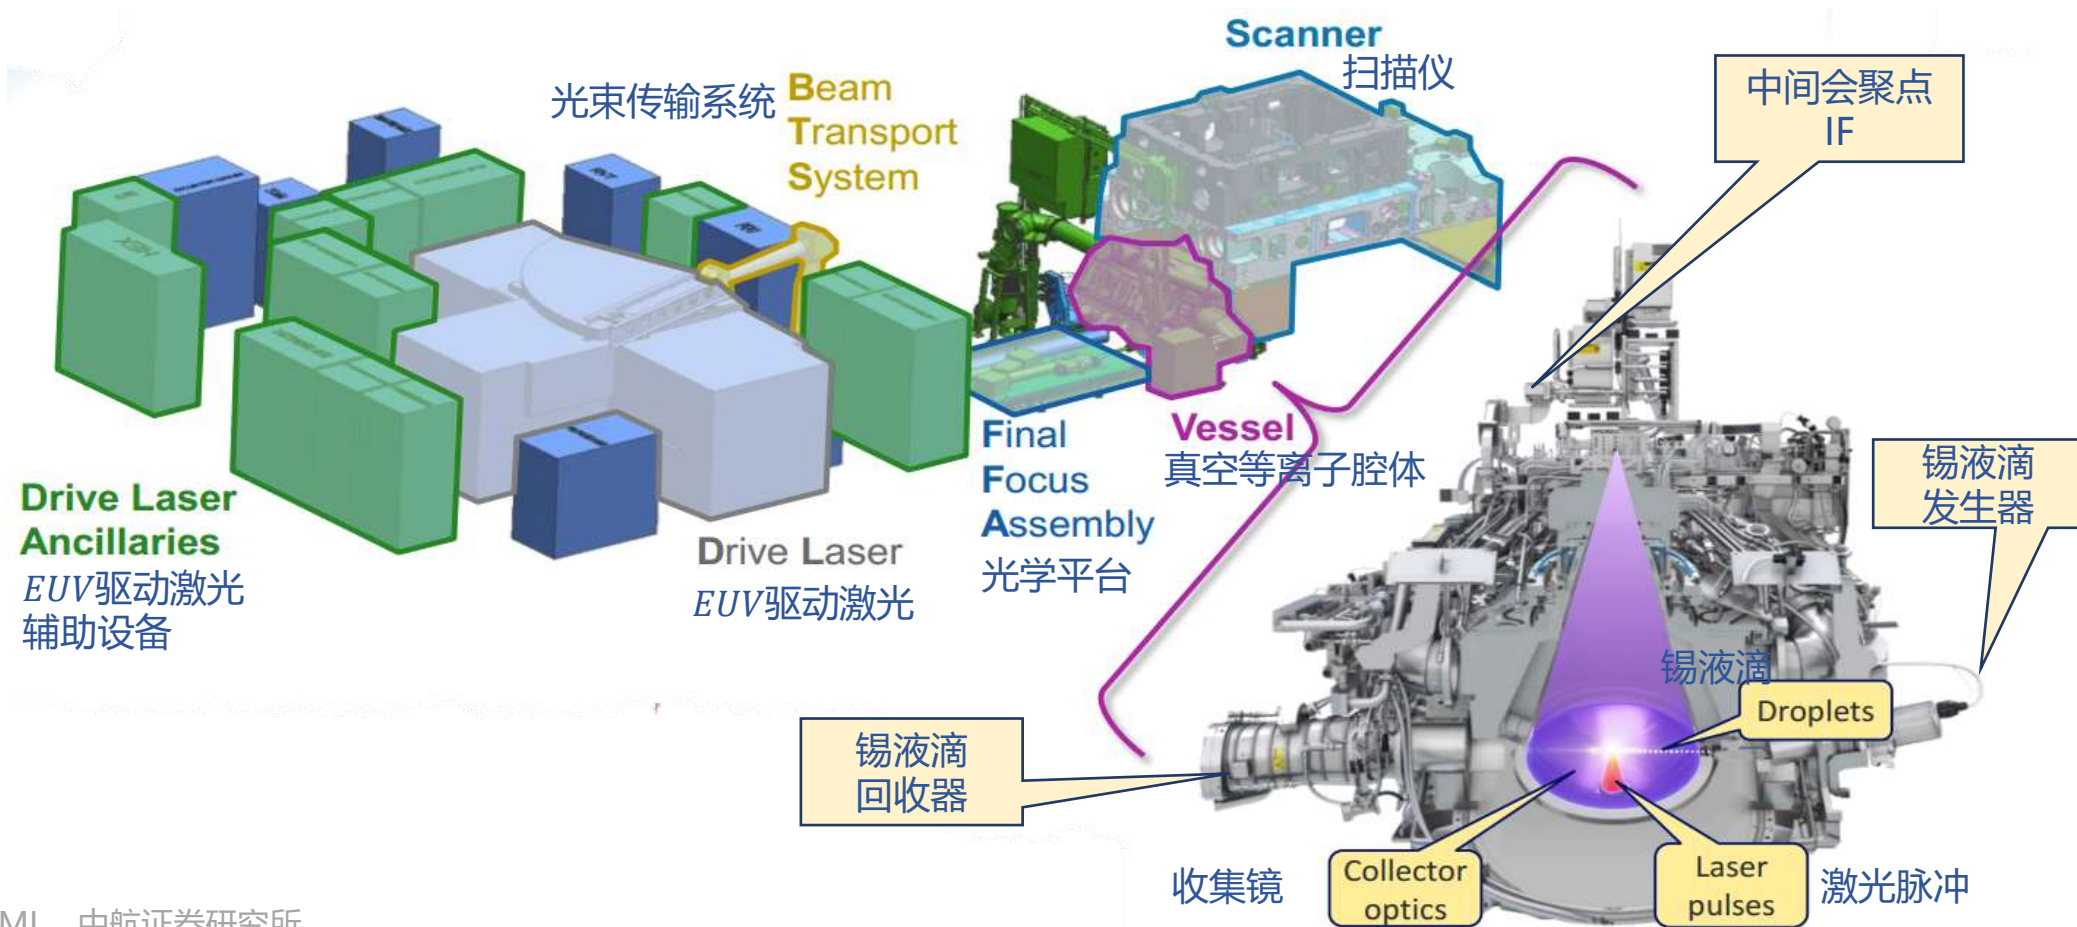 Scanner
扫描仪
中间会聚点
IF
光束传输系统
Beam
Transport
System
HEX
锡液滴
发生器
Drive Laser
Ancillaries
EUV驱动激光
辅助设备
Drive Laser
EUV驱动激光
Final
Focus
Assembly
光学平台
Vessel
真空等离子腔体
锡液滴
Droplets
锡液滴
回收器
收集镜
Collector
optics
Laser
pulses
激光脉冲
ML 中航证券研究所